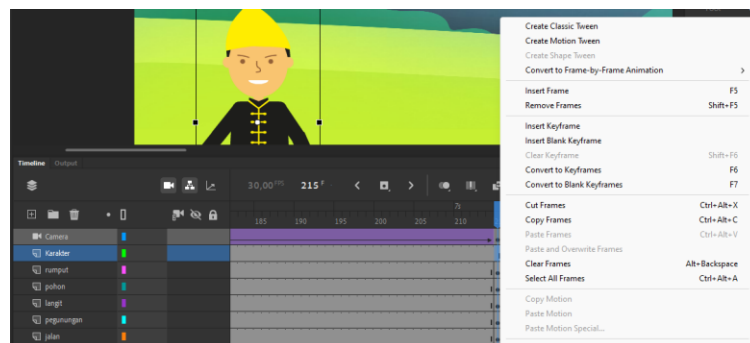 Create Classic Tween
Create Motion Tween
Create Shape Tween
Convert to Frame-by-Frame Animation
Insert Frame F5
Remove Frames Shift+F5
Insert Keyframe
Insert Blank Keyframe
Clear Keyframe Shift+F6
Convert to Keyframes F6
Convert to Blank Keyframes F7
Cut Frames Ctrl+Alt+X
Copy Frames Ctrl+Alt+C
Paste Frames Ctrl+Alt+V
Paste and Overwrite Frames
Clear Frames Alt+Backspace
Select All Frames Ctrl+Alt+A
Copy Motion
Paste Motion
Paste Motion Special...
Timeline Output
30,00 FPS 215 F
7s
185 190 195 200 205 210
Camera
Karakter
rumput
pohon
langit
pegunungan
jalan